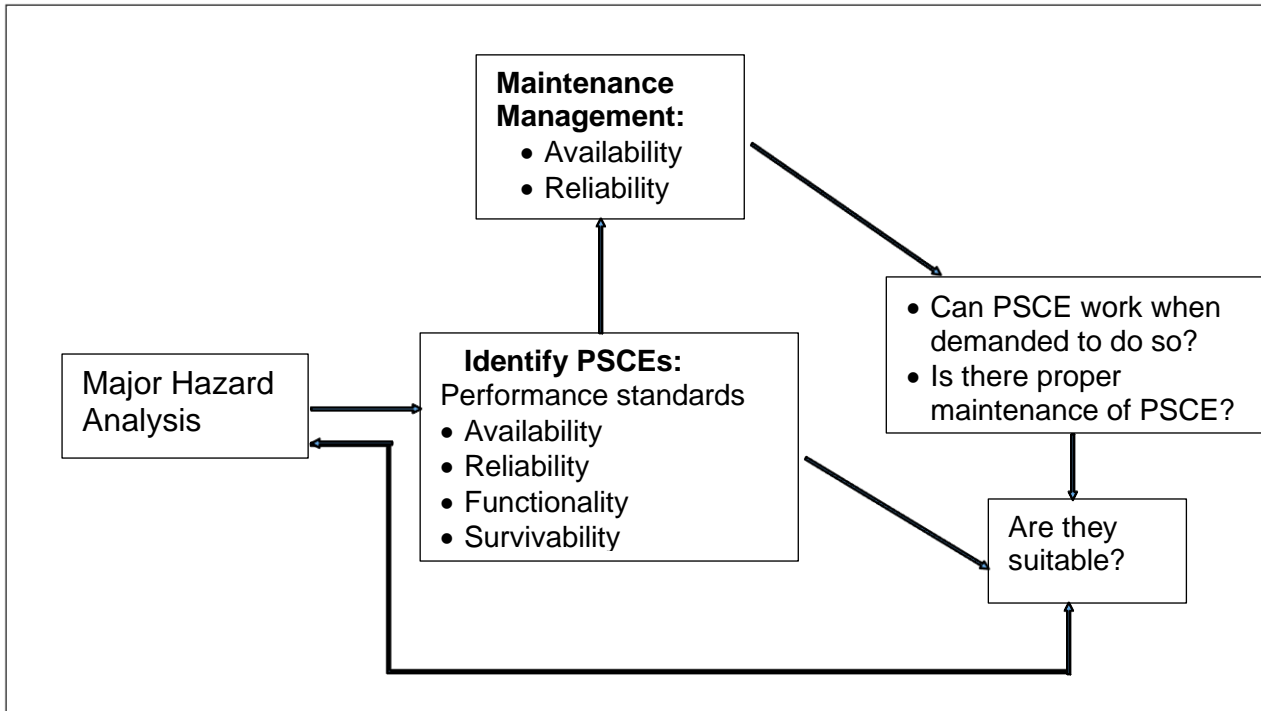 Maintenance
Management:
• Availability
• Reliability
• Can PSCE work when
demanded to do so?
• Is there proper
maintenance of PSCE?
Identify PSCEs:
Performance standards
• Availability
• Reliability
• Functionality
• Survivability
Major Hazard
Analysis
Are they
suitable?